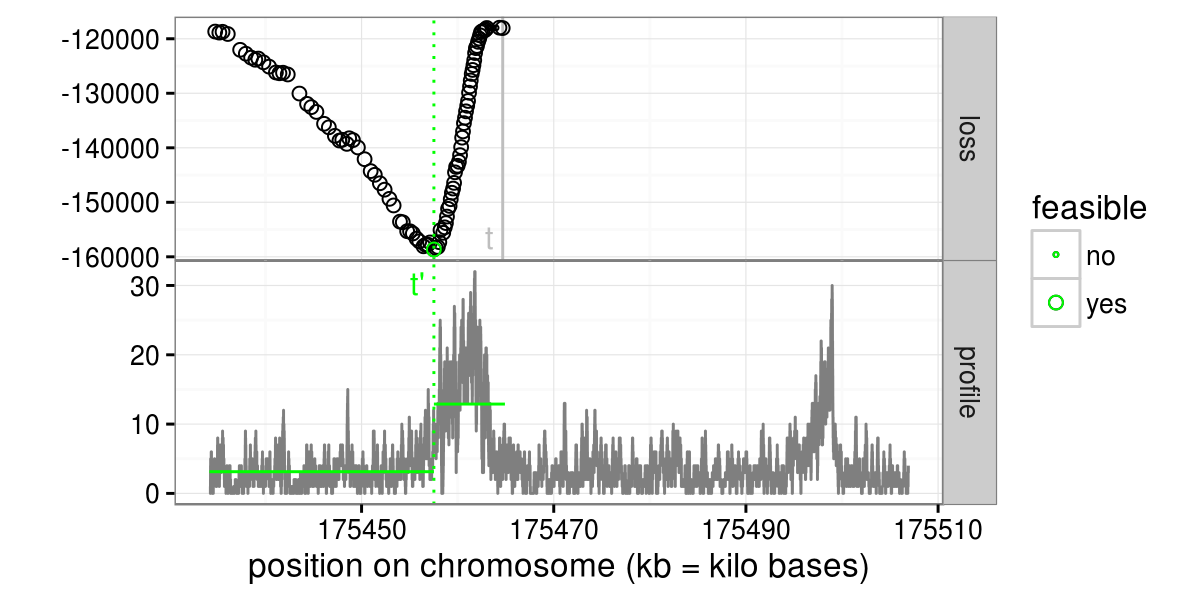 -120000
-130000
-140000
-150000
-160000
t
loss
t'
30
20
10
0
profile
175450
175470
175490
175510
position on chromosome (kb = kilo bases)
feasible
no
yes